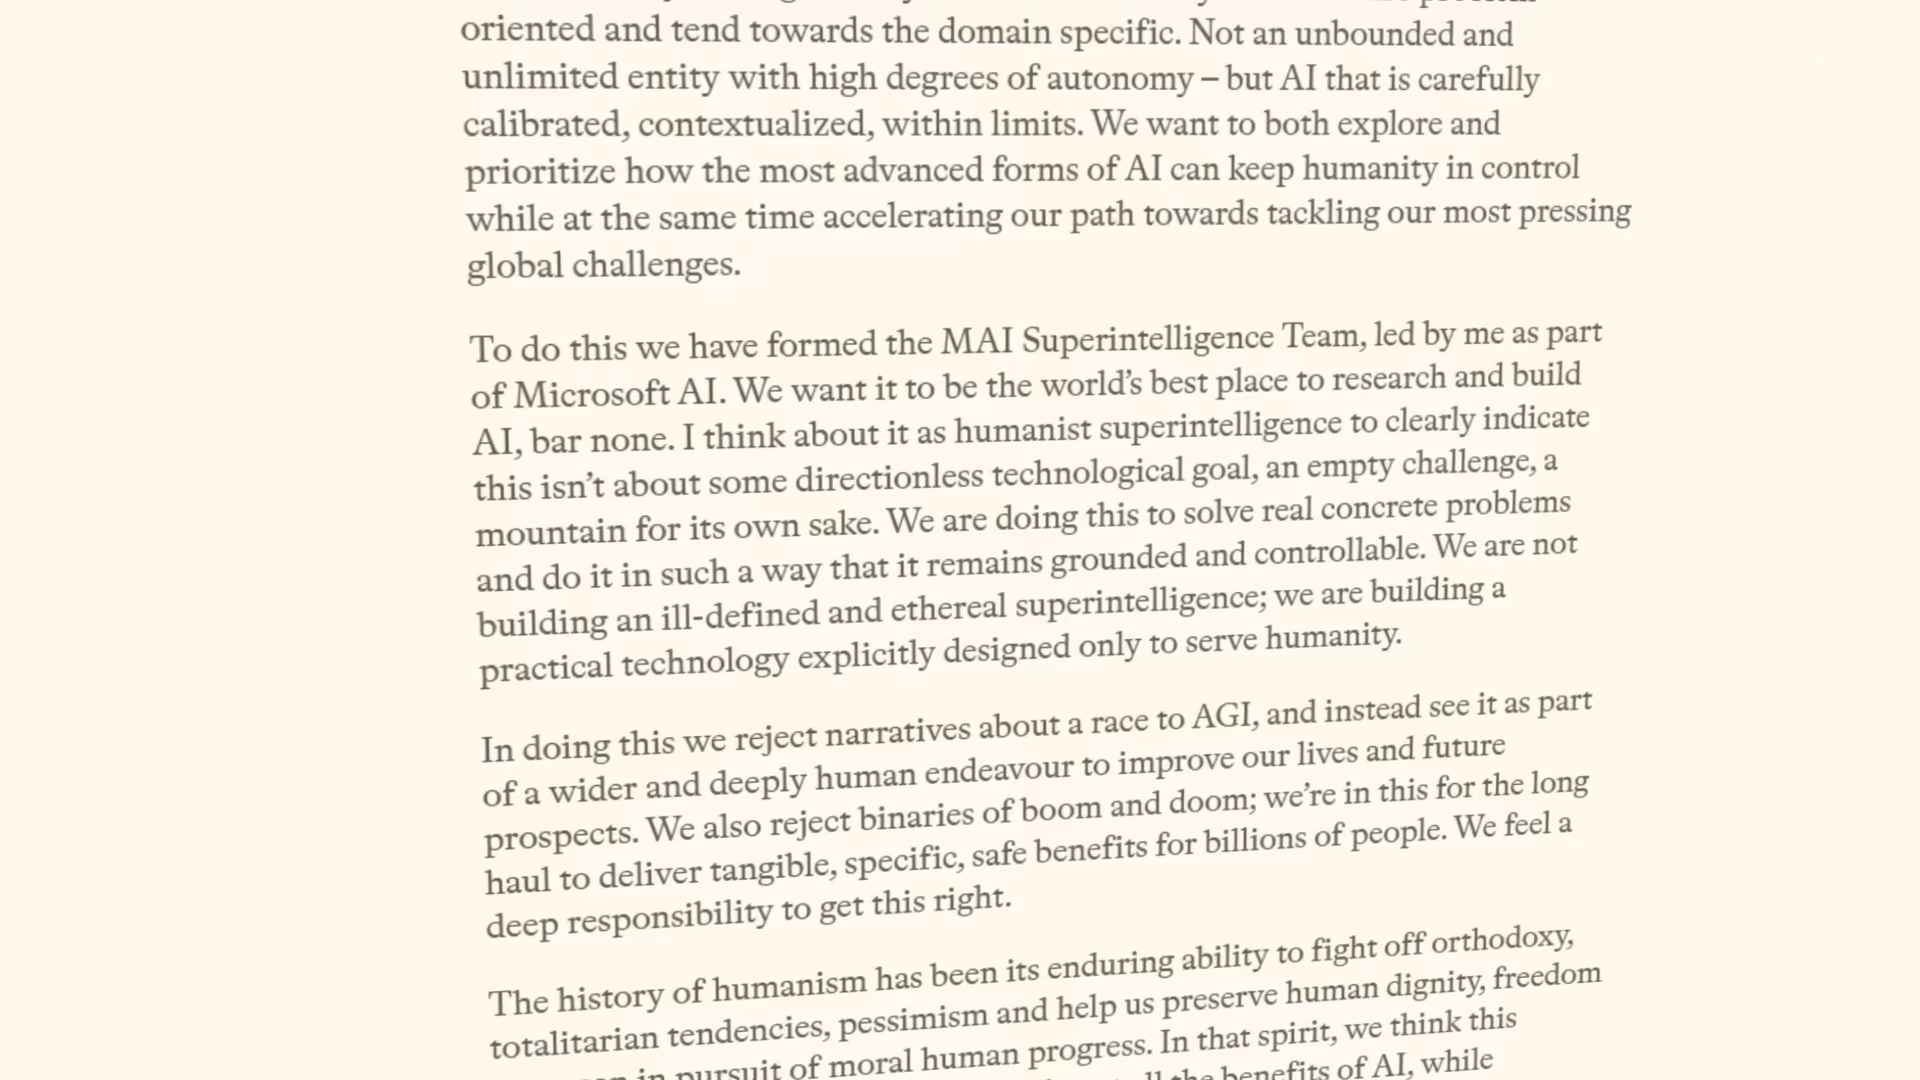 oriented and tend towards the domain specific. Not an unbounded and
unlimited entity with high degrees of autonomy – but AI that is carefully
calibrated, contextualized, within limits. We want to both explore and
prioritize how the most advanced forms of AI can keep humanity in control
while at the same time accelerating our path towards tackling our most pressing
global challenges.
To do this we have formed the MAI Superintelligence Team, led by me as part
of Microsoft AI. We want it to be the world’s best place to research and build
AI, bar none. I think about it as humanist superintelligence to clearly indicate
this isn’t about some directionless technological goal, an empty challenge, a
mountain for its own sake. We are doing this to solve real concrete problems
and do it in such a way that it remains grounded and controllable. We are not
building an ill-defined and ethereal superintelligence; we are building a
practical technology explicitly designed only to serve humanity.
In doing this we reject narratives about a race to AGI, and instead see it as part
of a wider and deeply human endeavour to improve our lives and future
prospects. We also reject binaries of boom and doom; we’re in this for the long
haul to deliver tangible, specific, safe benefits for billions of people. We feel a
deep responsibility to get this right.
The history of humanism has been its enduring ability to fight off orthodoxy,
totalitarian tendencies, pessimism and help us preserve human dignity, freedom
in pursuit of moral human progress. In that spirit, we think this
the benefits of AI, while